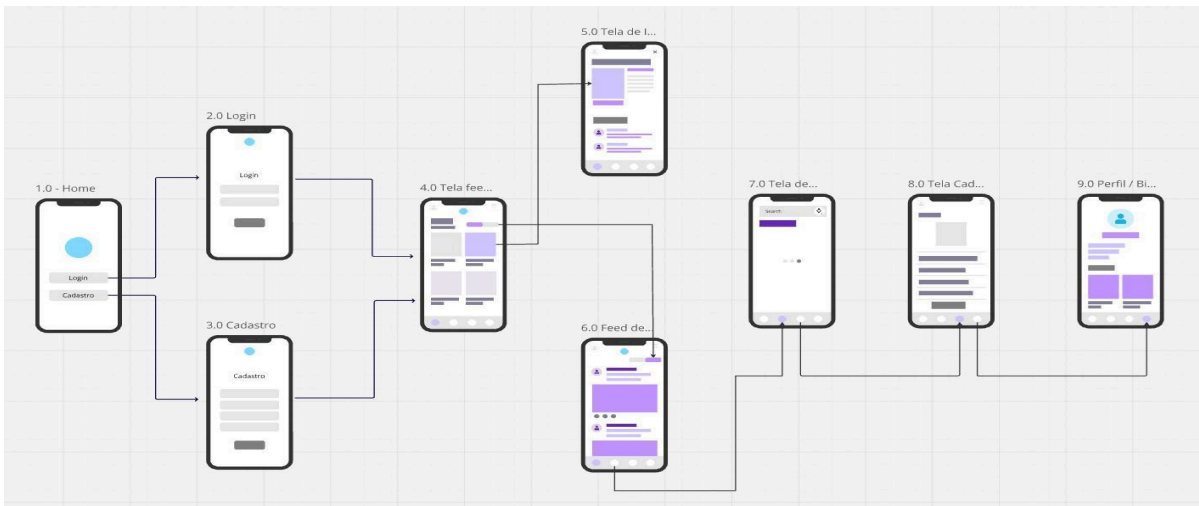 1.0 - Home
Login
Cadastro
2.0 Login
Login
3.0 Cadastro
Cadastro
4.0 Tela fee...
5.0 Tela de I...
6.0 Feed de...
7.0 Tela de...
Search
8.0 Tela Cad...
9.0 Perfil / Bi...